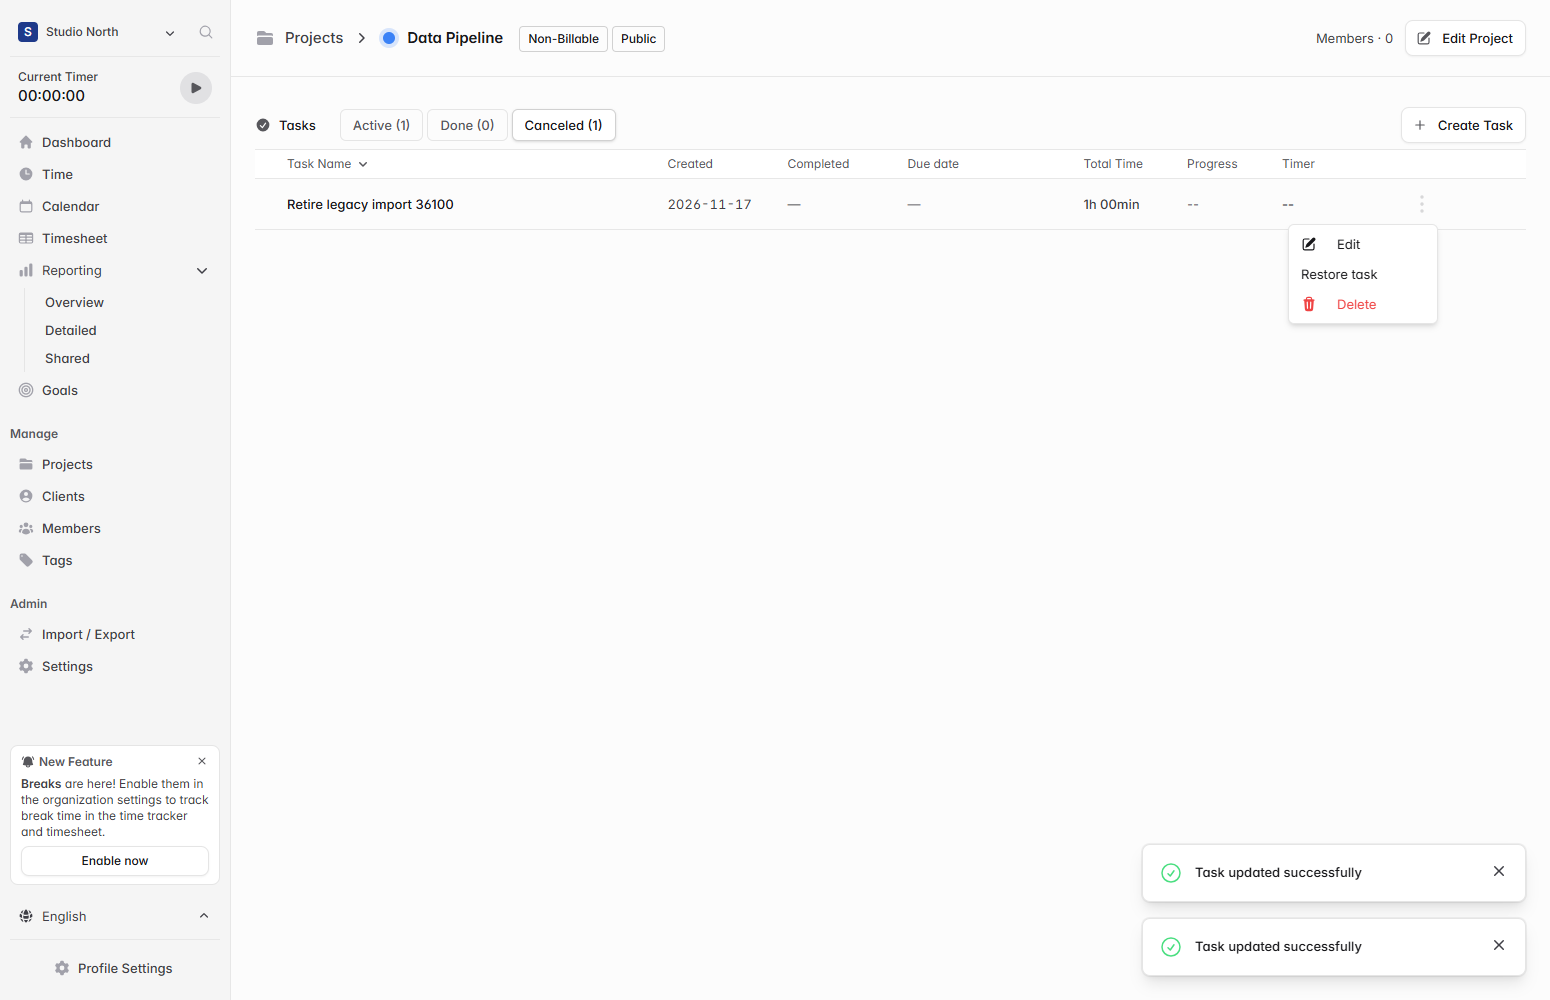 S Studio North
Current Timer
00:00:00
Dashboard
Time
Calendar
Timesheet
Reporting
Overview
Detailed
Shared
Goals
Manage
Projects
Clients
Members
Tags
Admin
Import / Export
Settings
New Feature
Breaks are here! Enable them in
the organization settings to track
break time in the time tracker
and timesheet.
Enable now
English
Profile Settings
Projects Data Pipeline Non-Billable Public Members · 0 Edit Project
Tasks Active (1) Done (0) Canceled (1) Create Task
Task Name Created Completed Due date Total Time Progress Timer
Retire legacy import 36100 2026-11-17 — — 1h 00min -- --
Edit
Restore task
Delete
Task updated successfully
Task updated successfully